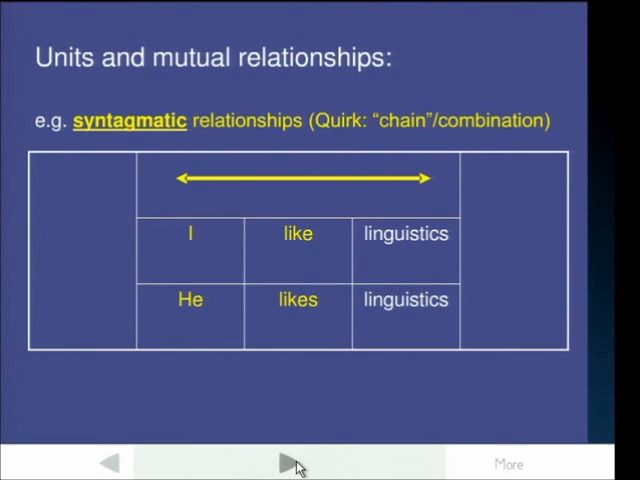 Units and mutual relationships:
e.g. syntagmatic relationships (Quirk: “chain”/combination)
I like linguistics
He likes linguistics
More